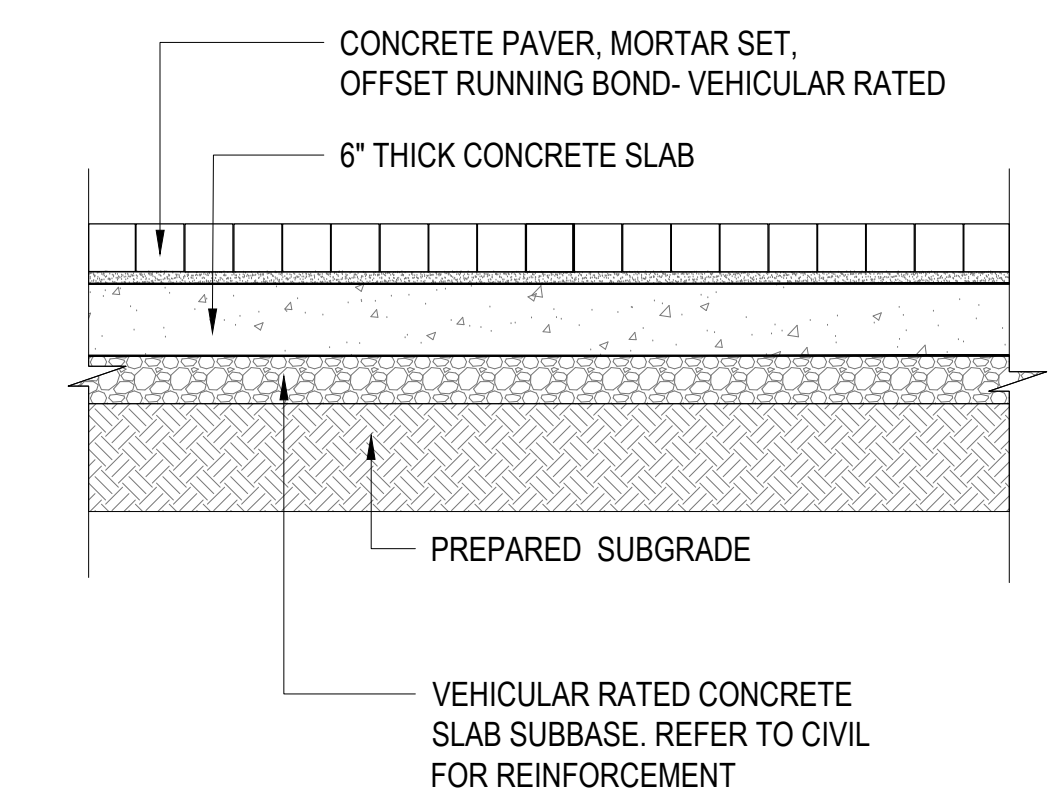 CONCRETE PAVER, MORTAR SET,
OFFSET RUNNING BOND- VEHICULAR RATED
6" THICK CONCRETE SLAB
PREPARED SUBGRADE
VEHICULAR RATED CONCRETE
SLAB SUBBASE. REFER TO CIVIL
FOR REINFORCEMENT